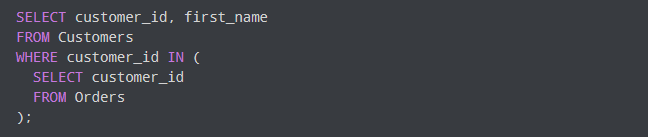 SELECT customer_id, first_name
FROM Customers
WHERE customer_id IN (
  SELECT customer_id
  FROM Orders
);